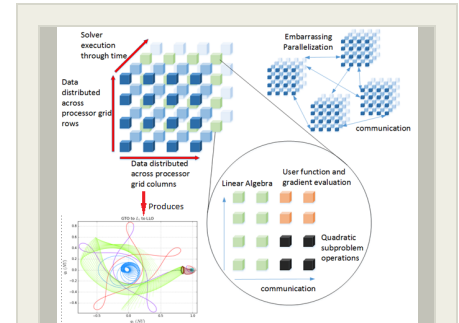 Solver
execution
through time
Embarrassing
Parallelization
Data
distributed
across
processor grid
rows
communication
Data distributed
across processor
grid columns
Produces
Linear Algebra
User function and
gradient evaluation
Quadratic
subproblem
operations
communication